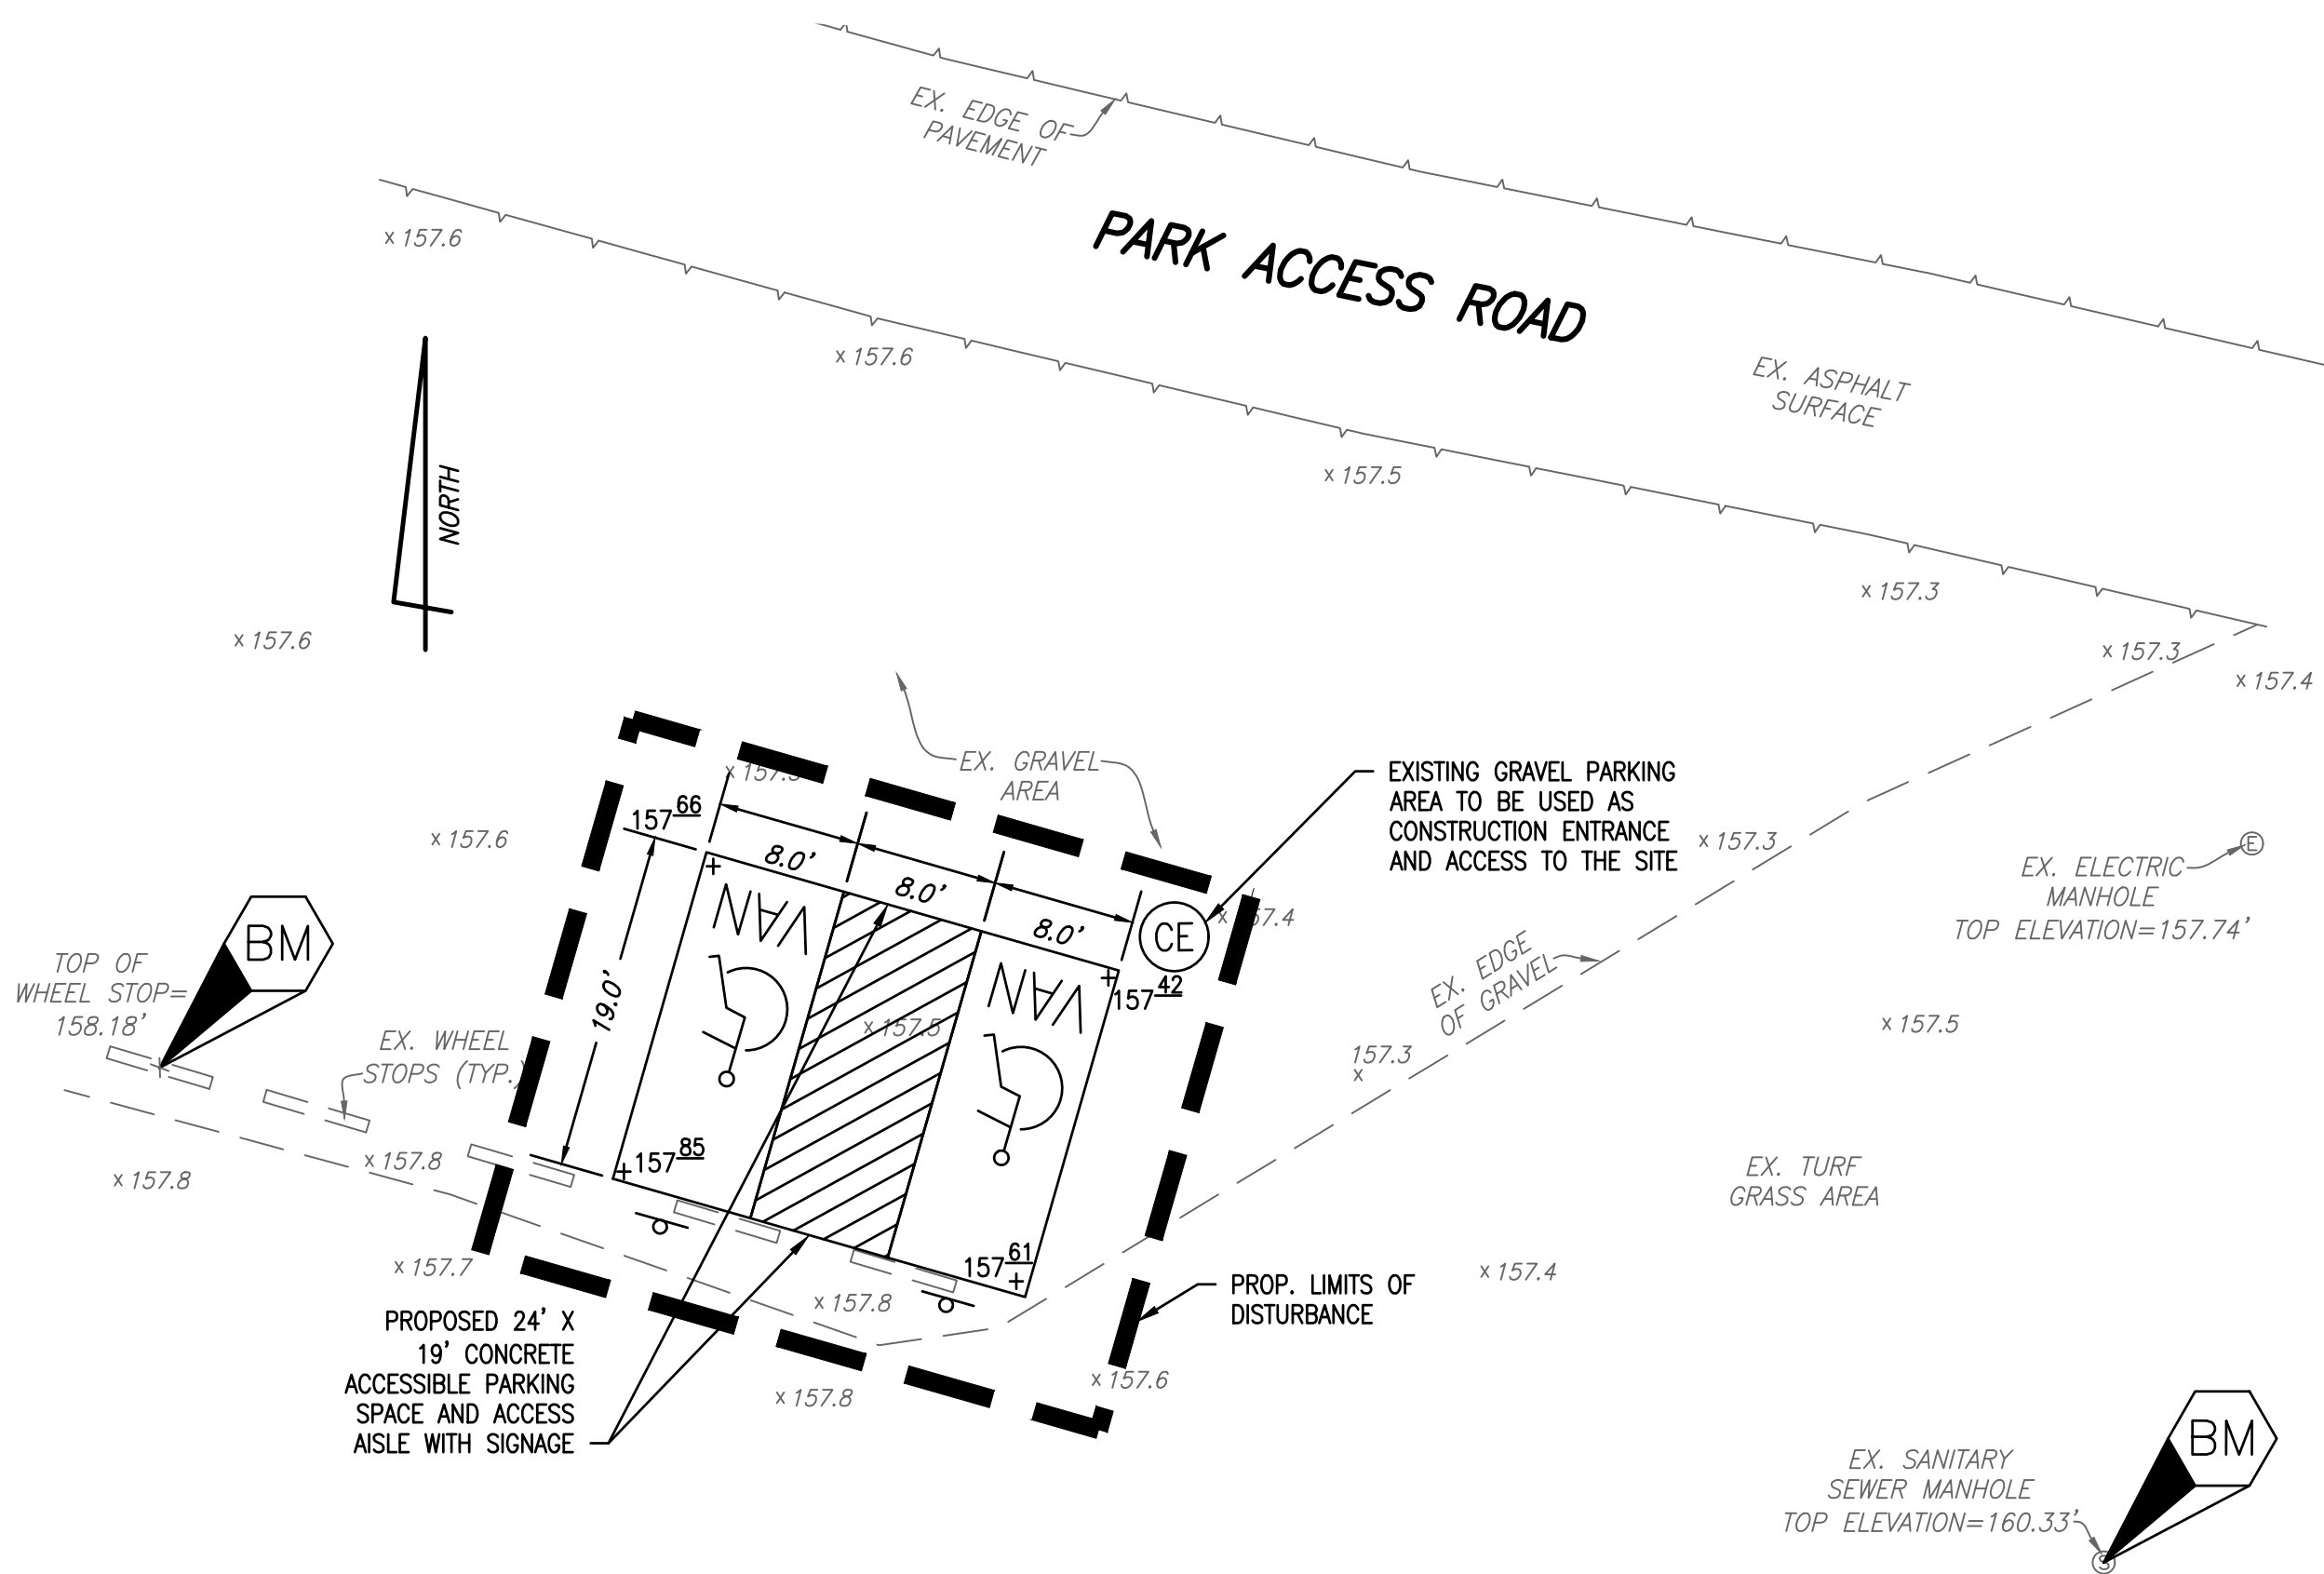 EX. EDGE OF
PAVEMENT
PARK ACCESS ROAD
x 157.6
x 157.6
EX. ASPHALT
SURFACE
x 157.5
NORTH
x 157.3
x 157.6
x 157.3
x 157.4
EX. GRAVEL
AREA
EXISTING GRAVEL PARKING
AREA TO BE USED AS
CONSTRUCTION ENTRANCE
AND ACCESS TO THE SITE
157 66
x 157.6
8.0'
8.0'
8.0'
x 157.3
E
EX. ELECTRIC
MANHOLE
TOP ELEVATION=157.74'
VAN
VAN
CE
x 157.4
157 42
BM
TOP OF
WHEEL STOP=
158.18'
19.0'
EX. EDGE
OF GRAVEL
x 157.5
x 157.5
EX. WHEEL
STOPS (TYP.)
157.3
x
157 85
x 157.8
x 157.8
EX. TURF
GRASS AREA
x 157.7
157 61
x 157.4
x 157.8
PROP. LIMITS OF
DISTURBANCE
PROPOSED 24' X
19' CONCRETE
ACCESSIBLE PARKING
SPACE AND ACCESS
AISLE WITH SIGNAGE
x 157.8
x 157.6
BM
EX. SANITARY
SEWER MANHOLE
TOP ELEVATION=160.33'
S